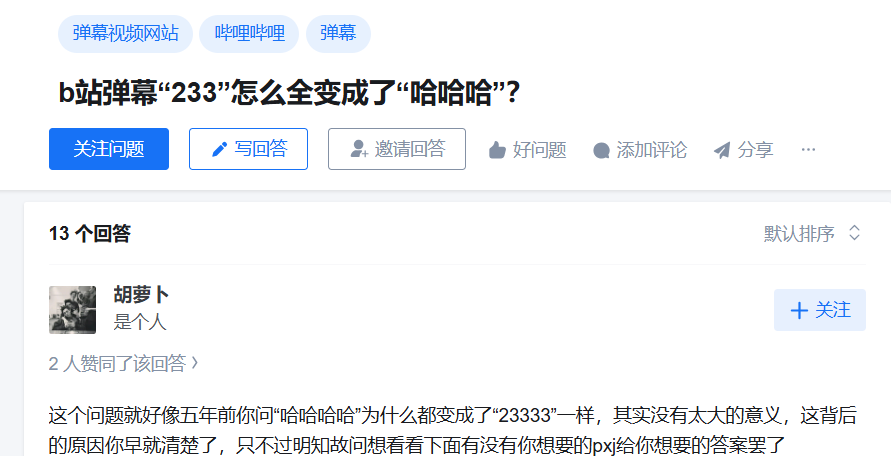 弹幕视频网站 哔哩哔哩 弹幕
b站弹幕“233”怎么全变成了“哈哈哈”？
关注问题 写回答 邀请回答 好问题 添加评论 分享 ···
13 个回答 默认排序
胡萝卜
是个人
+ 关注
2 人赞同了该回答 ›
这个问题就好像五年前你问“哈哈哈哈”为什么都变成了“23333”一样，其实没有太大的意义，这背后
的原因你早就清楚了，只不过明知故问想看看下面有没有你想要的pxj给你想要的答案罢了